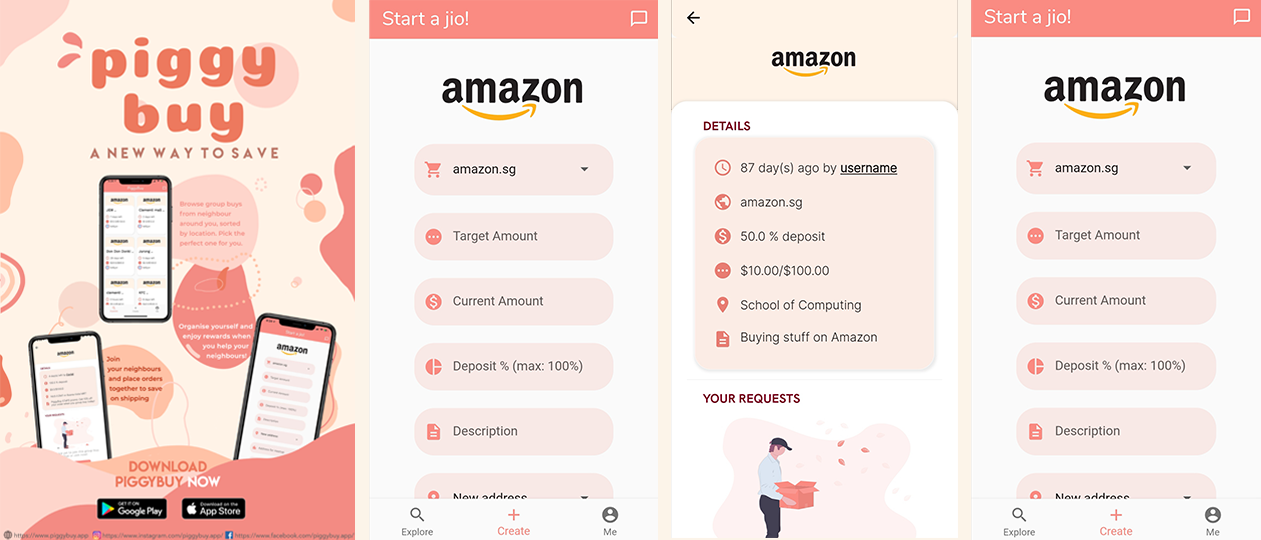 piggy
buy
A NEW WAY TO SAVE
Browse group buys
from neighbour
around you, sorted
by location. Pick the
perfect one for you.
Organise yourself and
enjoy rewards when
you help your
neighbours!
Join
your neighbours
and place orders
together to save
on shipping
DOWNLOAD
PIGGYBUY NOW
GET IT ON
Google Play
Download on the
App Store
https://www.piggybuy.app
https://www.instagram.com/piggybuy.app/
https://www.facebook.com/piggybuy.app/
Start a jio!
amazon
amazon.sg
Target Amount
Current Amount
Deposit % (max: 100%)
Description
New address
Explore
Create
Me
amazon
DETAILS
87 day(s) ago by username
amazon.sg
50.0 % deposit
$10.00/$100.00
School of Computing
Buying stuff on Amazon
YOUR REQUESTS
Start a jio!
amazon
amazon.sg
Target Amount
Current Amount
Deposit % (max: 100%)
Description
New address
Explore
Create
Me